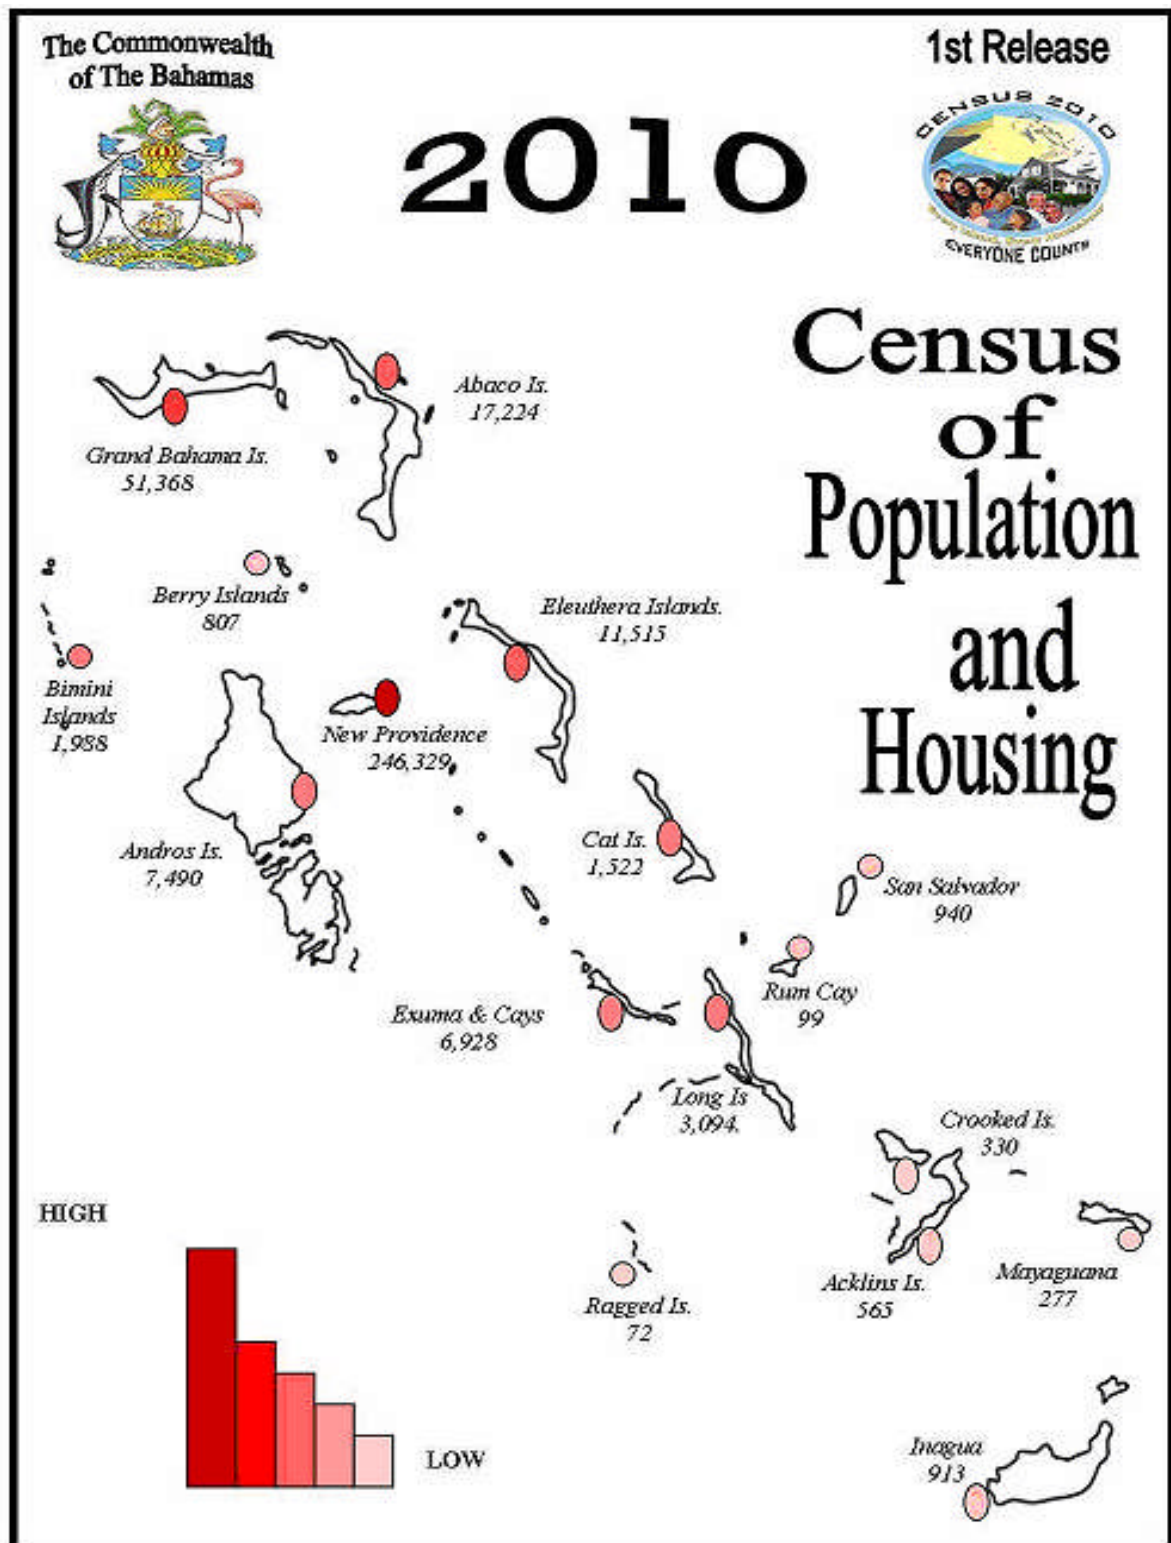 The Commonwealth
of The Bahamas
1st Release
CENSUS 2010
EVERYONE COUNTS
2010
Census
of
Population
and
Housing
Abaco Is.
17,224
Grand Bahama Is.
51,368
Berry Islands
807
Eleuthera Islands.
11,515
Bimini
Islands
1,988
New Providence
246,329
Andros Is.
7,490
Cat Is.
1,522
San Salvador
940
Rum Cay
99
Exuma & Cays
6,928
Long Is
3,094.
Crooked Is.
330
Acklins Is.
565
Mayaguana
277
Ragged Is.
72
Inagua
913
HIGH
LOW